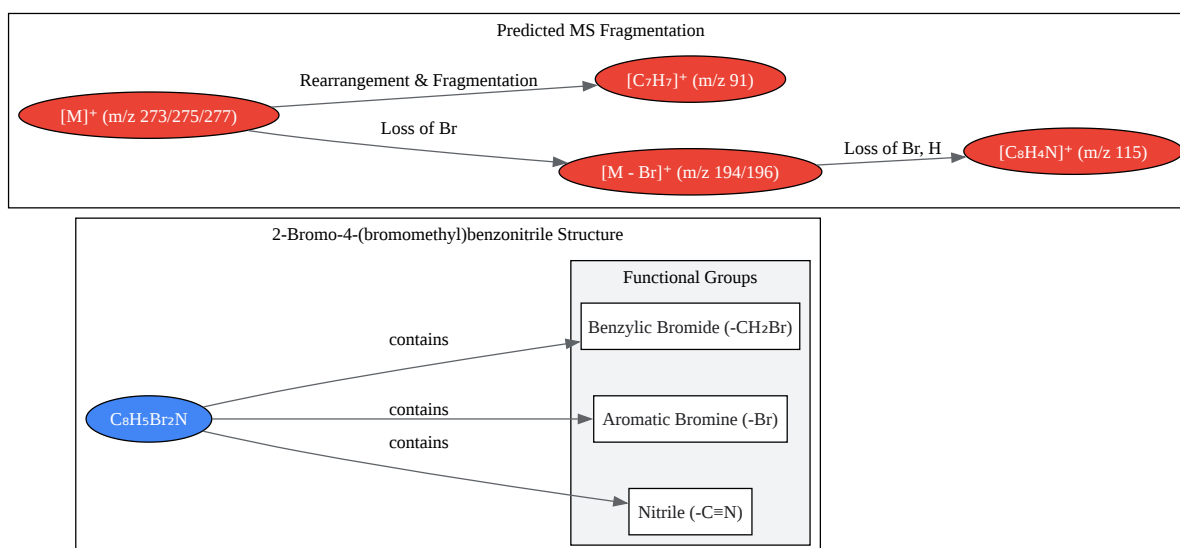 Predicted MS Fragmentation
[M]⁺ (m/z 273/275/277)
Rearrangement & Fragmentation
[C₇H₇]⁺ (m/z 91)
Loss of Br
[M - Br]⁺ (m/z 194/196)
Loss of Br, H
[C₈H₄N]⁺ (m/z 115)
2-Bromo-4-(bromomethyl)benzonitrile Structure
Functional Groups
C₈H₅Br₂N
contains
Benzylic Bromide (-CH₂Br)
contains
Aromatic Bromine (-Br)
contains
Nitrile (-C≡N)